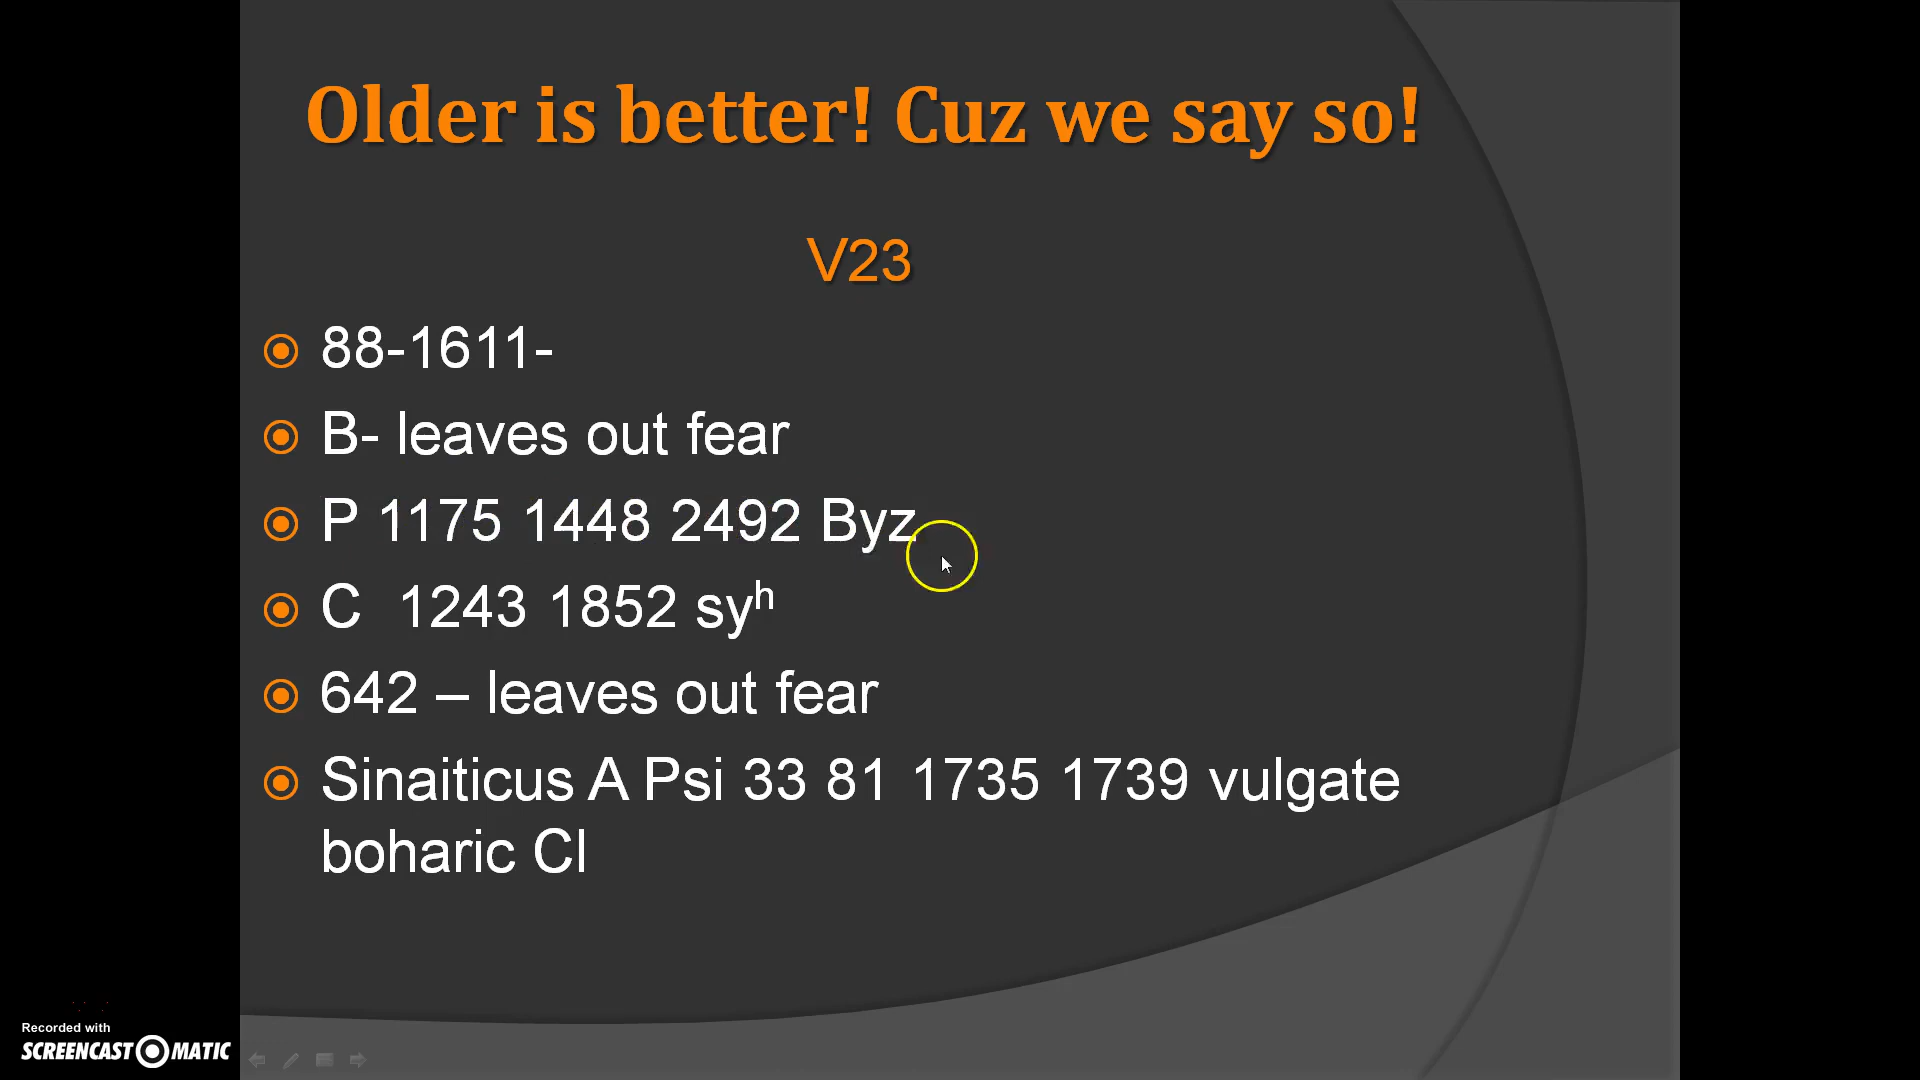 Older is better! Cuz we say so!
V23
88-1611-
B- leaves out fear
P 1175 1448 2492 Byz
C 1243 1852 syʰ
642 – leaves out fear
Sinaiticus A Psi 33 81 1735 1739 vulgate
boharic Cl
Recorded with
SCREENCAST MATIC